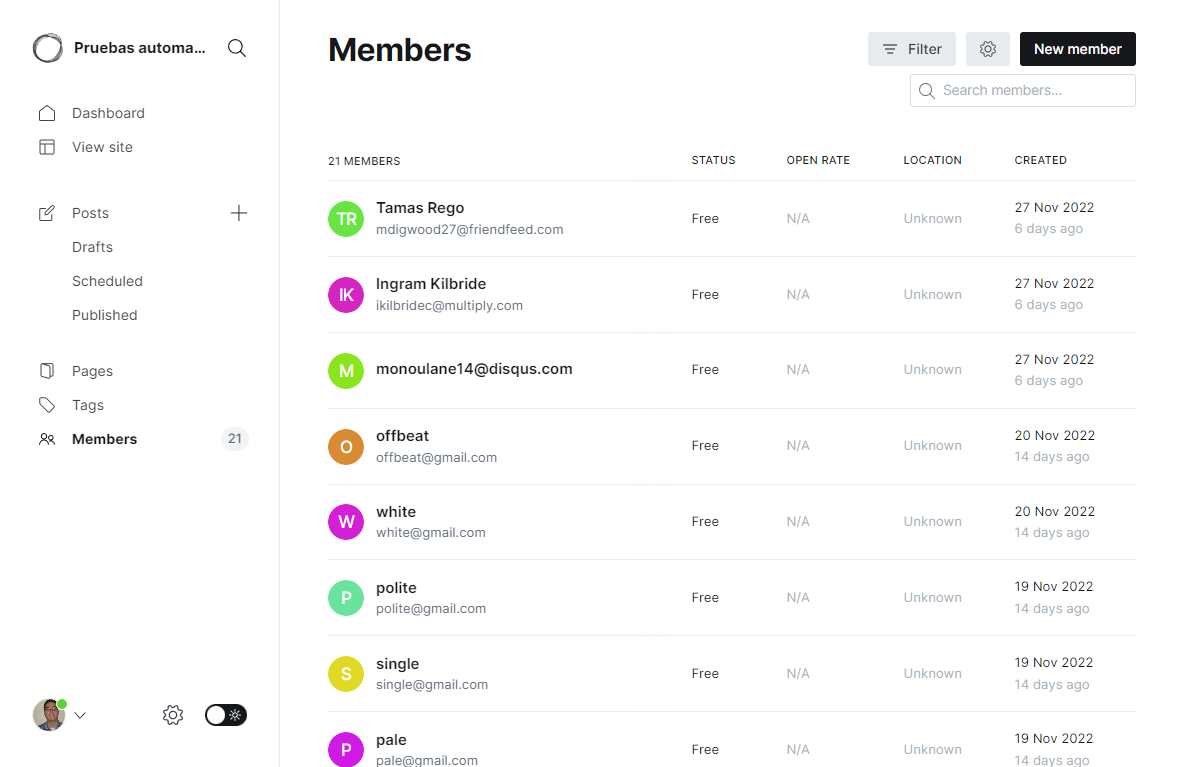 Pruebas automa...
Dashboard
View site
Posts
Drafts
Scheduled
Published
Pages
Tags
Members 21
Members
Filter
New member
Search members...
21 MEMBERS STATUS OPEN RATE LOCATION CREATED
TR Tamas Rego Free N/A Unknown 27 Nov 2022
mdigwood27@friendfeed.com 6 days ago
IK Ingram Kilbride Free N/A Unknown 27 Nov 2022
ikilbridec@multiply.com 6 days ago
M monoulane14@disqus.com Free N/A Unknown 27 Nov 2022
6 days ago
O offbeat Free N/A Unknown 20 Nov 2022
offbeat@gmail.com 14 days ago
W white Free N/A Unknown 20 Nov 2022
white@gmail.com 14 days ago
P polite Free N/A Unknown 19 Nov 2022
polite@gmail.com 14 days ago
S single Free N/A Unknown 19 Nov 2022
single@gmail.com 14 days ago
P pale Free N/A Unknown 19 Nov 2022
pale@gmail.com 14 days ago